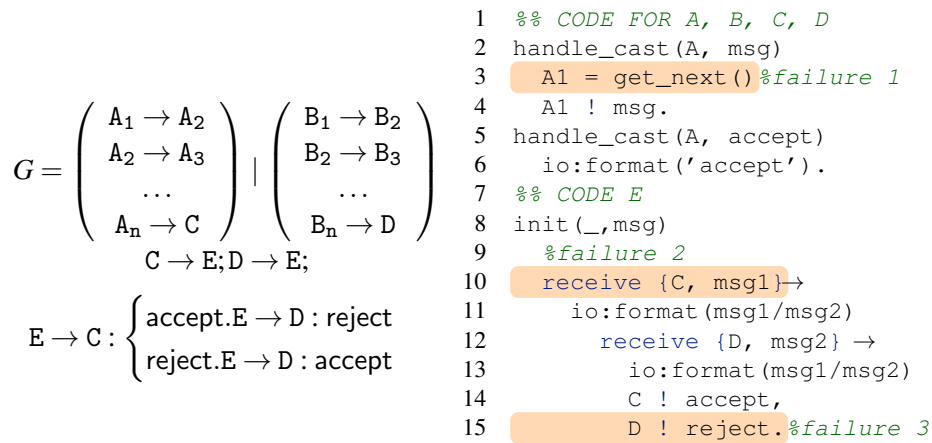 G = ( A₁ → A₂ | B₁ → B₂
A₂ → A₃ B₂ → B₃
... ...
Aₙ → C ) ( Bₙ → D )
C → E; D → E;
E → C : { accept.E → D : reject
reject.E → D : accept
1 %% CODE FOR A, B, C, D
2 handle_cast(A, msg)
3 A1 = get_next()%failure 1
4 A1 ! msg.
5 handle_cast(A, accept)
6 io:format('accept').
7 %% CODE E
8 init(_,msg)
9 %failure 2
10 receive {C, msg1}→
11 io:format(msg1/msg2)
12 receive {D, msg2} →
13 io:format(msg1/msg2)
14 C ! accept,
15 D ! reject.%failure 3